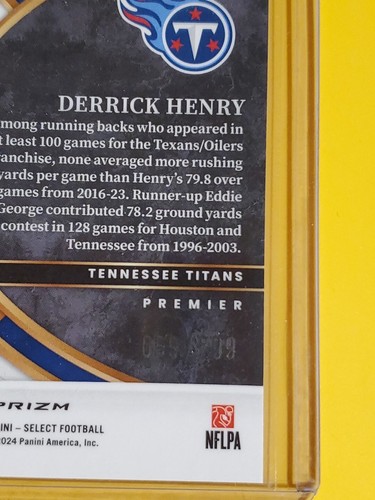 T
DERRICK HENRY
mong running backs who appeared in
t least 100 games for the Texans/Oilers
ranchise, none averaged more rushing
yards per game than Henry's 79.8 over
games from 2016-23. Runner-up Eddie
George contributed 78.2 ground yards
contest in 128 games for Houston and
Tennessee from 1996-2003.
TENNESSEE TITANS
PREMIER
PRIZM
INI – SELECT FOOTBALL
2024 Panini America, Inc.
NFLPA